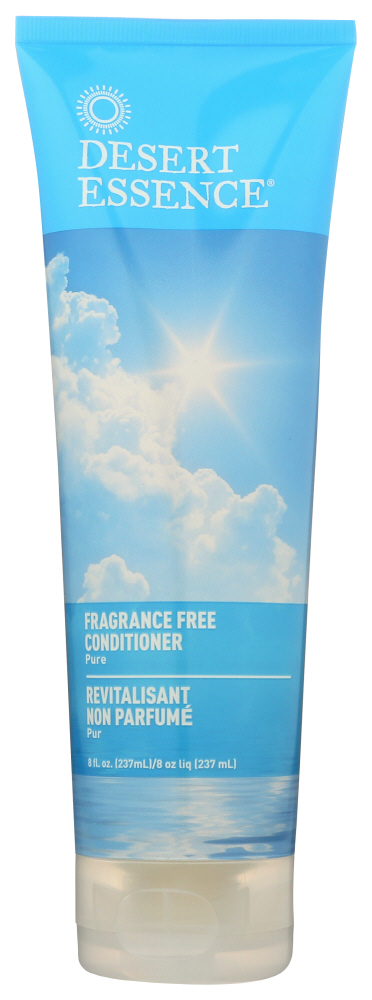 DESERT
ESSENCE®
FRAGRANCE FREE
CONDITIONER
Pure
REVITALISANT
NON PARFUMÉ
Pur
8 fl. oz. (237mL)/8 oz liq (237 mL)